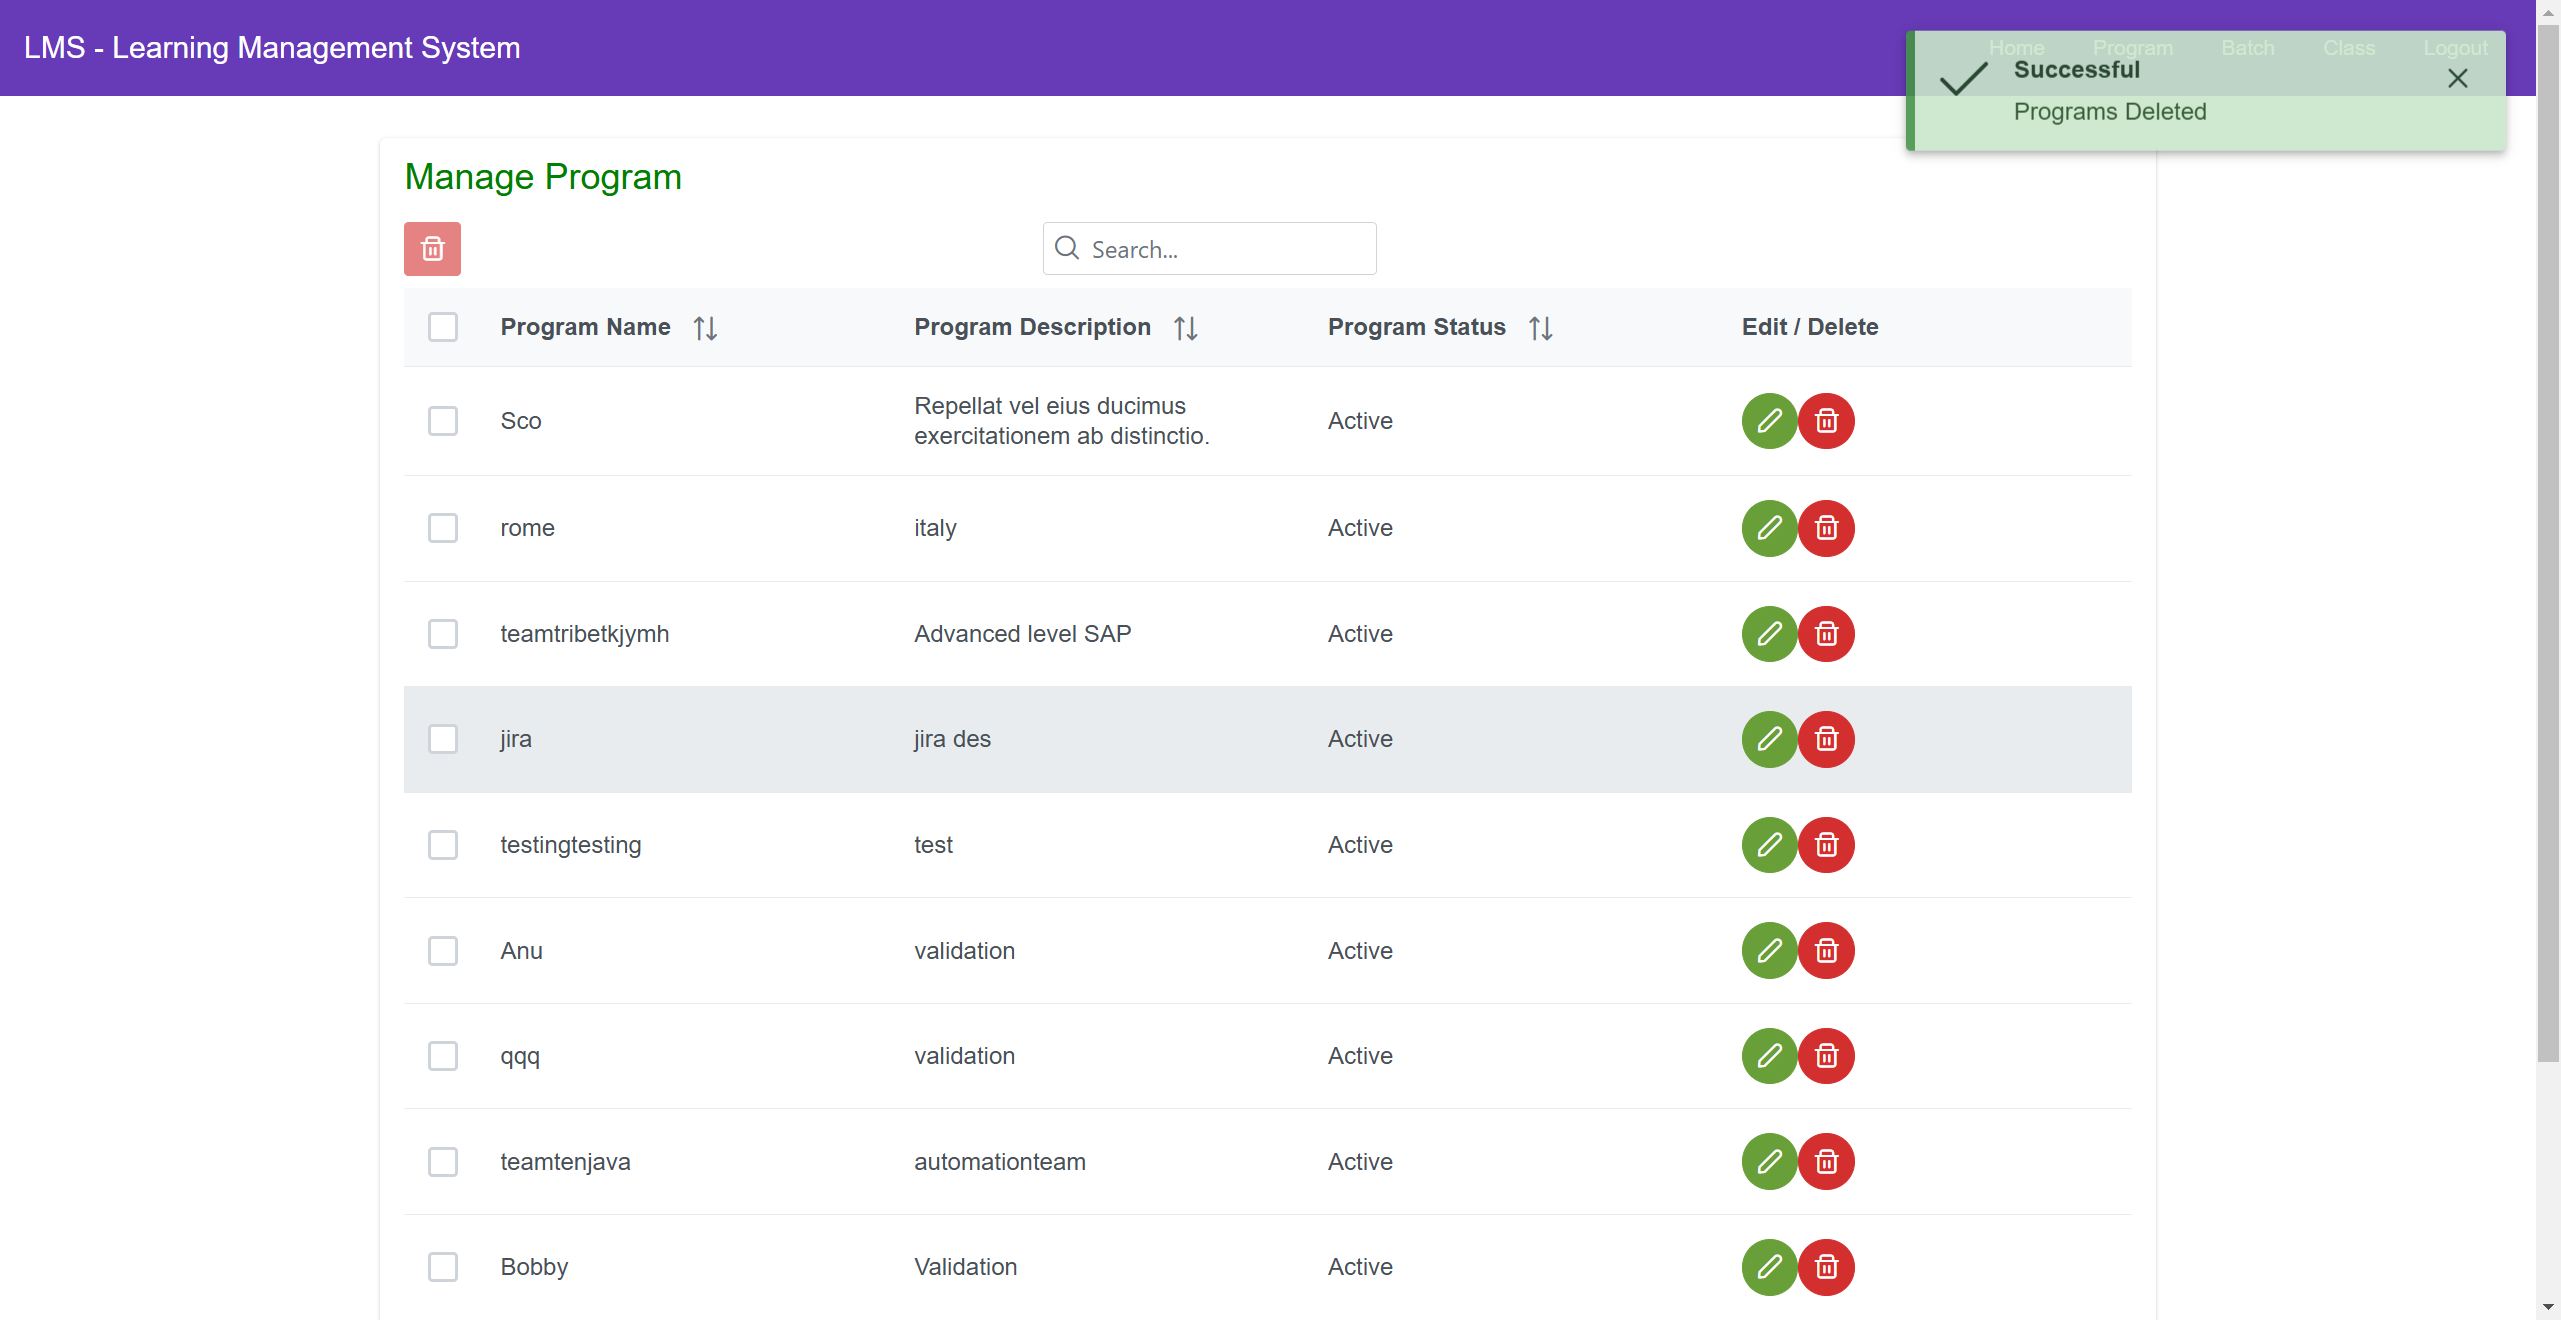 LMS - Learning Management System
Home Program Batch Class Logout
Successful
Programs Deleted
Manage Program
Search...
Program Name Program Description Program Status Edit / Delete
Sco Repellat vel eius ducimus exercitationem ab distinctio. Active
rome italy Active
teamtribetkjymh Advanced level SAP Active
jira jira des Active
testingtesting test Active
Anu validation Active
qqq validation Active
teamtenjava automationteam Active
Bobby Validation Active